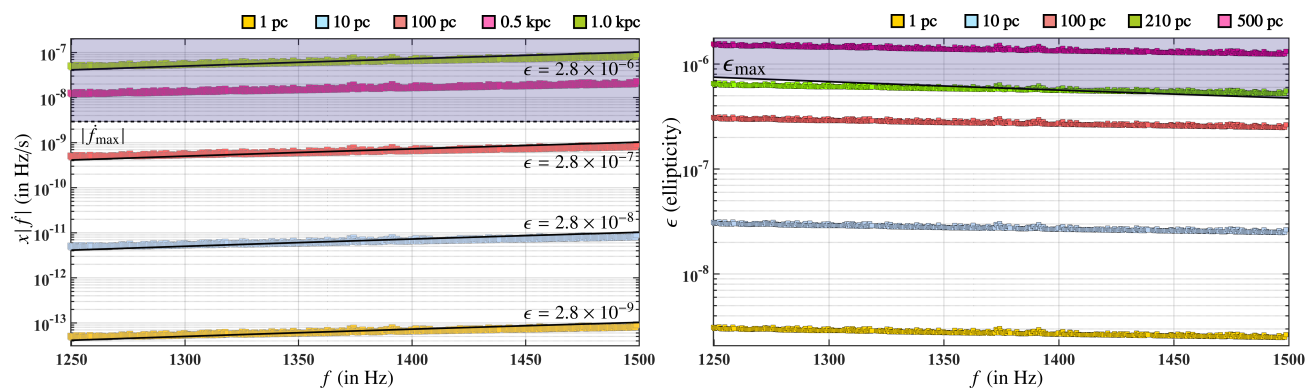 1 pc 10 pc 100 pc 0.5 kpc 1.0 kpc
10⁻⁷
ϵ = 2.8 × 10⁻⁶
10⁻⁸
|ḟmax|
10⁻⁹
ϵ = 2.8 × 10⁻⁷
10⁻¹⁰
ϵ = 2.8 × 10⁻⁸
10⁻¹¹
10⁻¹²
ϵ = 2.8 × 10⁻⁹
10⁻¹³
x|ḟ| (in Hz/s)
1250 1300 1350 1400 1450 1500
f (in Hz)
1 pc 10 pc 100 pc 210 pc 500 pc
10⁻⁶
ϵmax
10⁻⁷
10⁻⁸
ϵ (ellipticity)
1250 1300 1350 1400 1450 1500
f (in Hz)